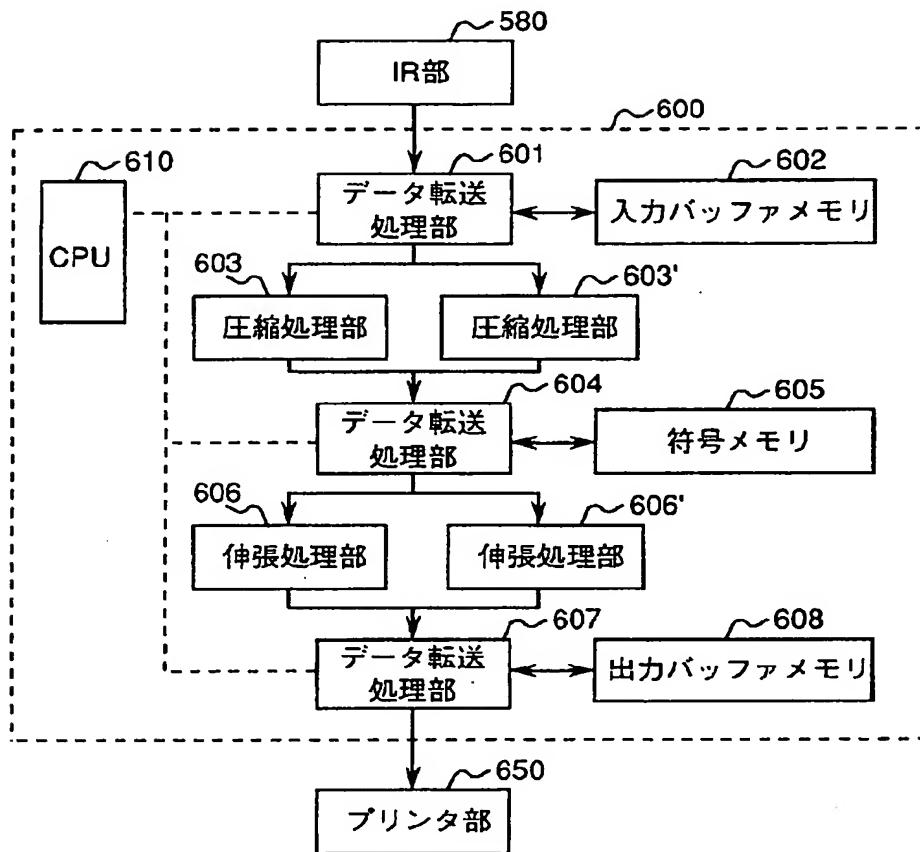 580
IR部
600
610
CPU
601
データ転送
処理部
602
入力バッファメモリ
603
圧縮処理部
603'
圧縮処理部
604
データ転送
処理部
605
符号メモリ
606
伸張処理部
606'
伸張処理部
607
データ転送
処理部
608
出力バッファメモリ
650
プリンタ部